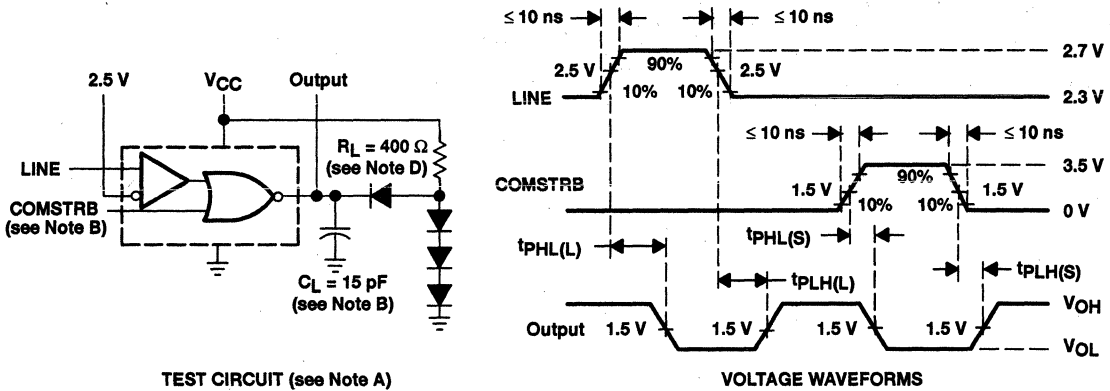 2.5 V
VCC
Output
RL = 400 Ω
(see Note D)
LINE
COMSTRB
(see Note B)
CL = 15 pF
(see Note B)
TEST CIRCUIT (see Note A)
≤ 10 ns
≤ 10 ns
2.7 V
2.5 V
90%
2.5 V
10%
10%
LINE
2.3 V
≤ 10 ns
≤ 10 ns
3.5 V
COMSTRB
1.5 V
90%
1.5 V
10%
10%
0 V
tPHL(L)
tPHL(S)
tPLH(L)
tPLH(S)
VOH
Output
1.5 V
1.5 V
1.5 V
1.5 V
VOL
VOLTAGE WAVEFORMS